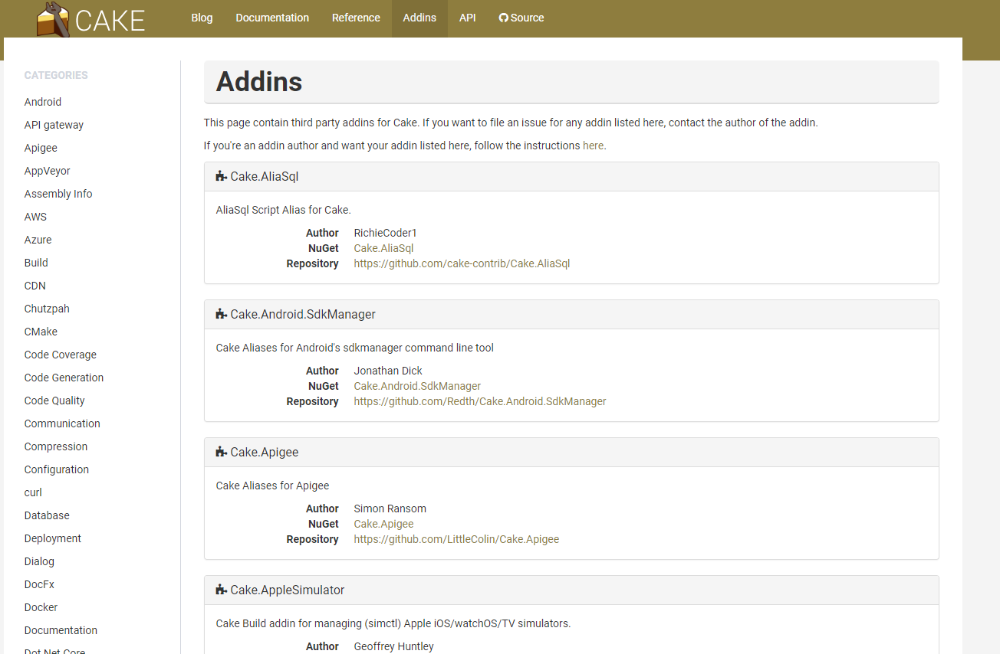 CAKE
Blog Documentation Reference Addins API Source
CATEGORIES
Android
API gateway
Apigee
AppVeyor
Assembly Info
AWS
Azure
Build
CDN
Chutzpah
CMake
Code Coverage
Code Generation
Code Quality
Communication
Compression
Configuration
curl
Database
Deployment
Dialog
DocFx
Docker
Documentation
Dot Net Core
Addins
This page contain third party addins for Cake. If you want to file an issue for any addin listed here, contact the author of the addin.
If you're an addin author and want your addin listed here, follow the instructions here.
Cake.AliaSql
AliaSql Script Alias for Cake.
Author RichieCoder1
NuGet Cake.AliaSql
Repository https://github.com/cake-contrib/Cake.AliaSql
Cake.Android.SdkManager
Cake Aliases for Android's sdkmanager command line tool
Author Jonathan Dick
NuGet Cake.Android.SdkManager
Repository https://github.com/Redth/Cake.Android.SdkManager
Cake.Apigee
Cake Aliases for Apigee
Author Simon Ransom
NuGet Cake.Apigee
Repository https://github.com/LittleColin/Cake.Apigee
Cake.AppleSimulator
Cake Build addin for managing (simctl) Apple iOS/watchOS/TV simulators.
Author Geoffrey Huntley